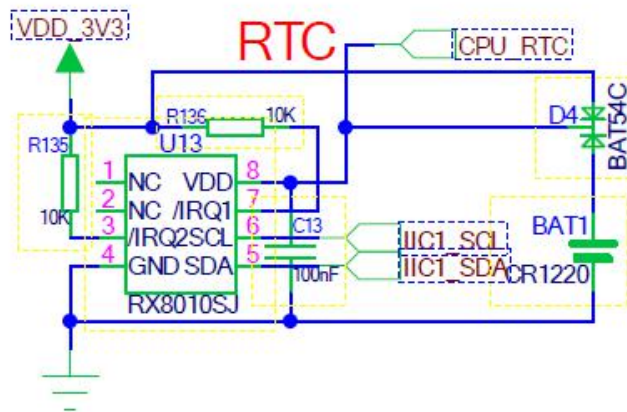 VDD_3V3
RTC
CPU_RTC
R136
10K
D4
BAT54C
R135
U13
10K
1
NC
VDD
8
2
NC
/IRQ1
7
3
/IRQ2
SCL
6
4
GND
SDA
5
RX8010SJ
C13
100nF
IIC1_SCL
IIC1_SDA
BAT1
CR1220